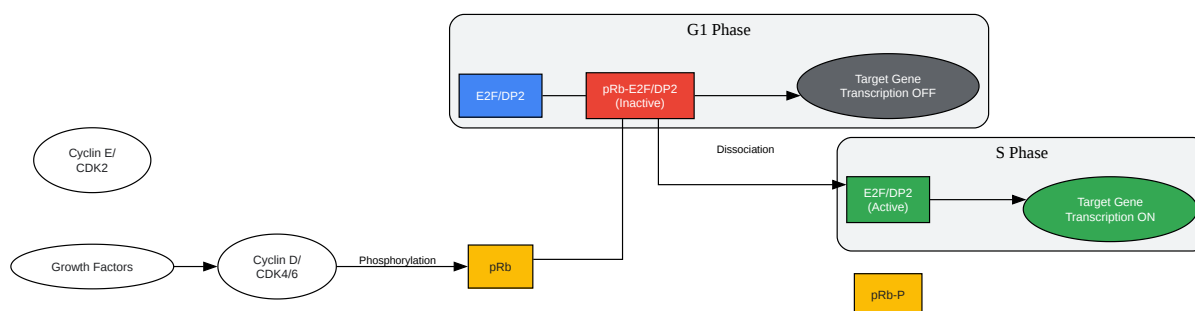 G1 Phase
E2F/DP2
pRb-E2F/DP2
(Inactive)
Target Gene
Transcription OFF
Cyclin E/
CDK2
Dissociation
S Phase
E2F/DP2
(Active)
Target Gene
Transcription ON
Growth Factors
Cyclin D/
CDK4/6
Phosphorylation
pRb
pRb-P